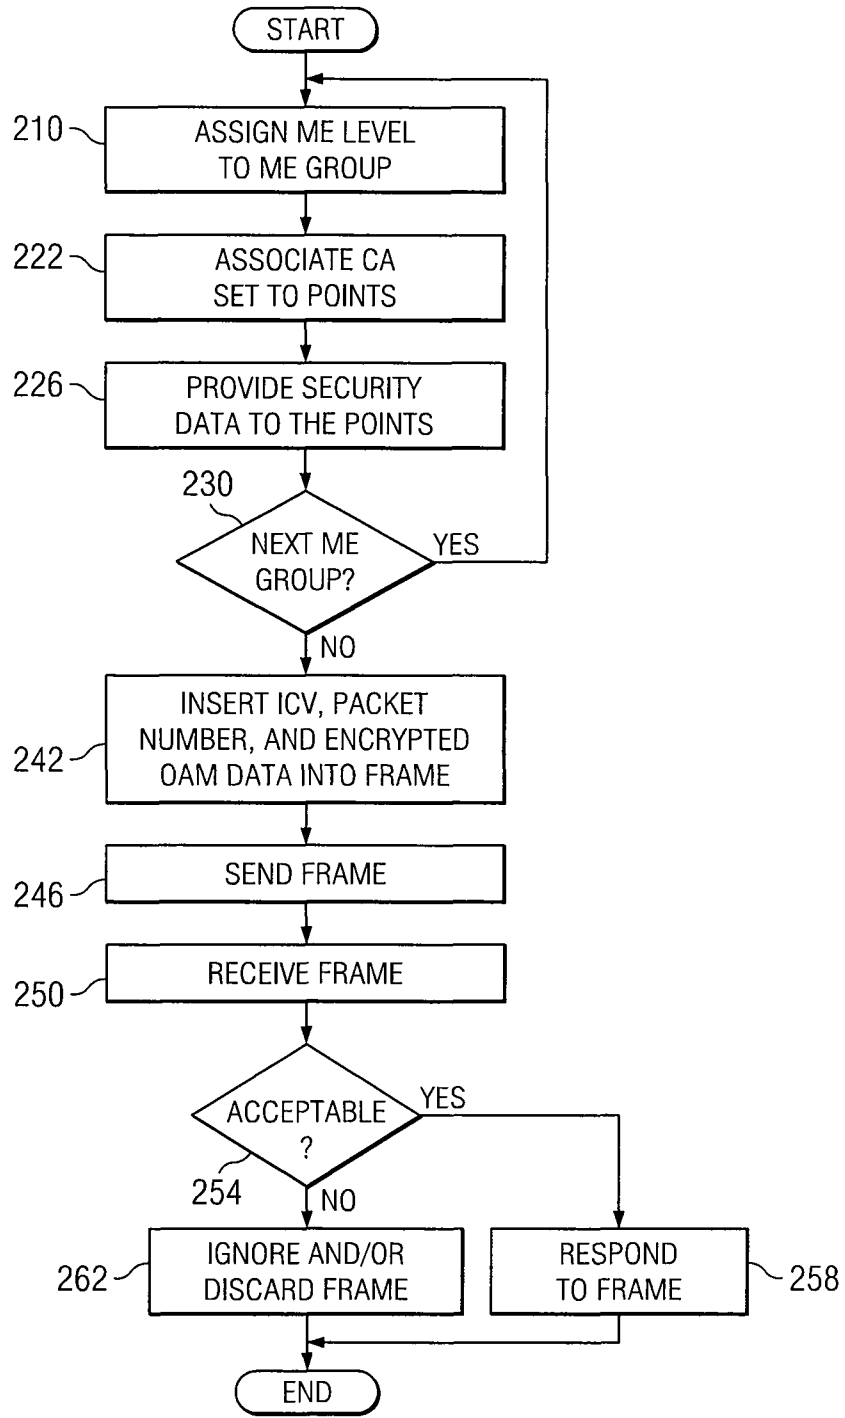 START
210
ASSIGN ME LEVEL
TO ME GROUP
222
ASSOCIATE CA
SET TO POINTS
226
PROVIDE SECURITY
DATA TO THE POINTS
230
NEXT ME
GROUP?
YES
NO
242
INSERT ICV, PACKET
NUMBER, AND ENCRYPTED
OAM DATA INTO FRAME
246
SEND FRAME
250
RECEIVE FRAME
ACCEPTABLE
?
YES
254
NO
262
IGNORE AND/OR
DISCARD FRAME
RESPOND
TO FRAME
258
END